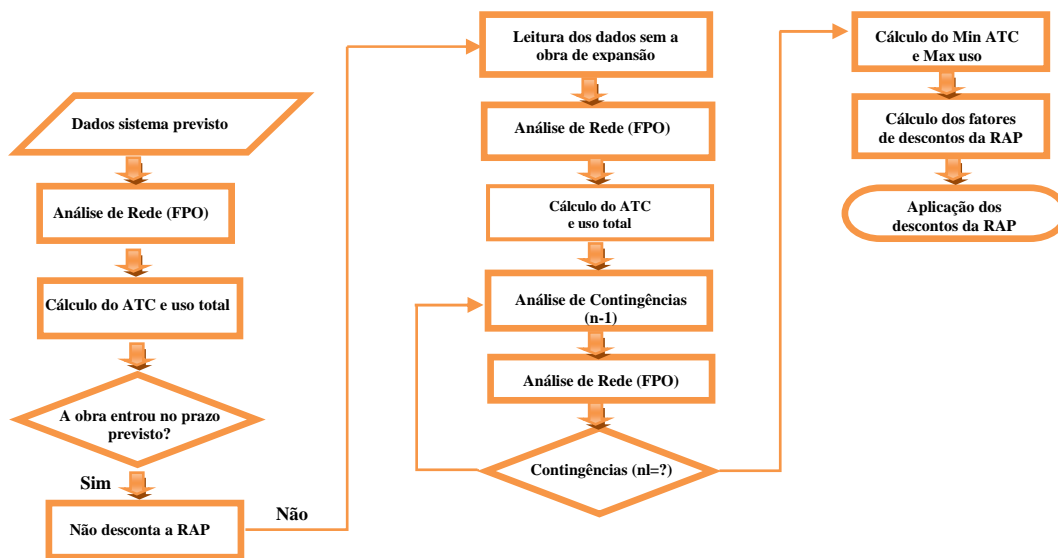 Dados sistema previsto
Análise de Rede (FPO)
Cálculo do ATC e uso total
A obra entrou no prazo
previsto?
Sim
Não desconta a RAP
Não
Leitura dos dados sem a
obra de expansão
Análise de Rede (FPO)
Cálculo do ATC
e uso total
Análise de Contingências
(n-1)
Análise de Rede (FPO)
Contingências (nl=?)
Cálculo do Min ATC
e Max uso
Cálculo dos fatores
de descontos da RAP
Aplicação dos
descontos da RAP